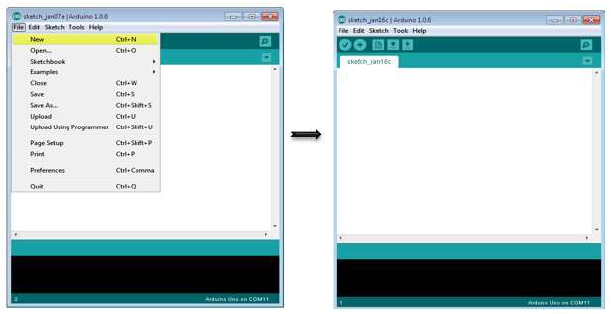 sketch_jan07a | Arduino 1.0.6
File Edit Sketch Tools Help
New Ctrl+N
Open... Ctrl+O
Sketchbook
Examples
Close Ctrl+W
Save Ctrl+S
Save As... Ctrl+Shift+S
Upload Ctrl+U
Upload Using Programmer Ctrl+Shift+U
Page Setup Ctrl+Shift+P
Print Ctrl+P
Preferences Ctrl+Comma
Quit Ctrl+Q
2 Arduino Uno on COM11
sketch_jan16c | Arduino 1.0.6
File Edit Sketch Tools Help
sketch_jan16c
1 Arduino Uno on COM11